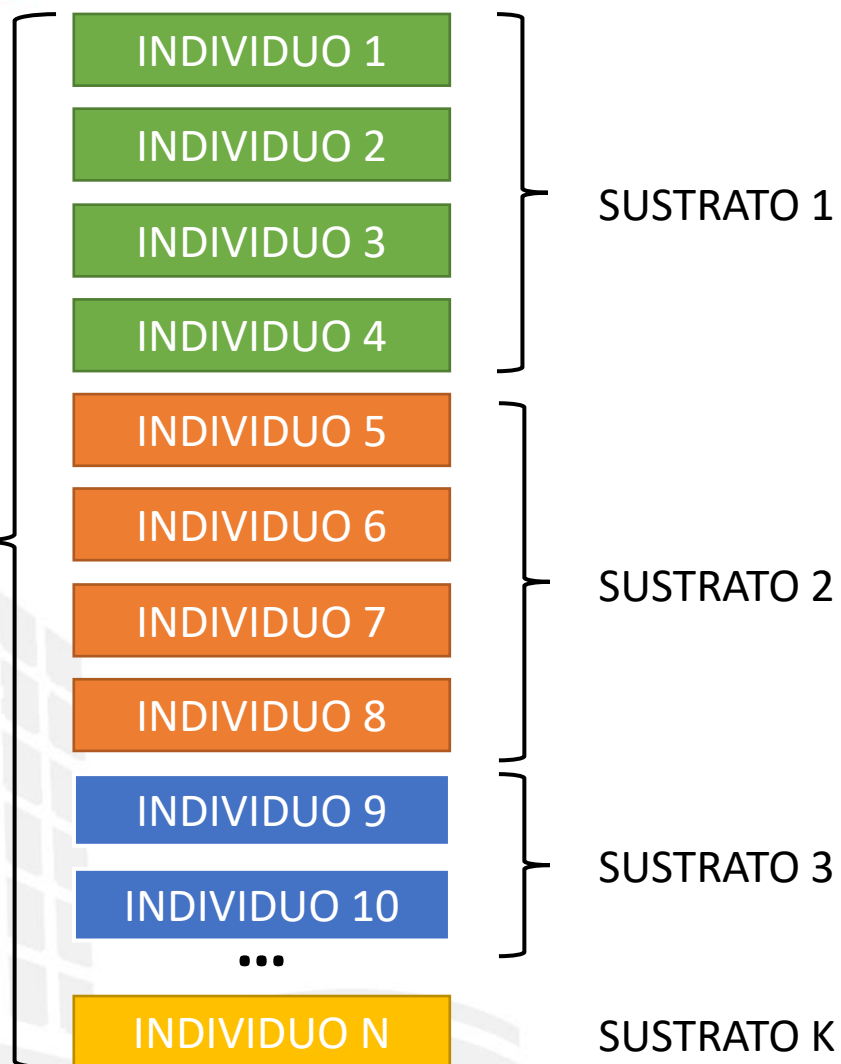 INDIVIDUO 1
INDIVIDUO 2
INDIVIDUO 3
INDIVIDUO 4
SUSTRATO 1
INDIVIDUO 5
INDIVIDUO 6
INDIVIDUO 7
INDIVIDUO 8
SUSTRATO 2
INDIVIDUO 9
INDIVIDUO 10
SUSTRATO 3
...
INDIVIDUO N
SUSTRATO K